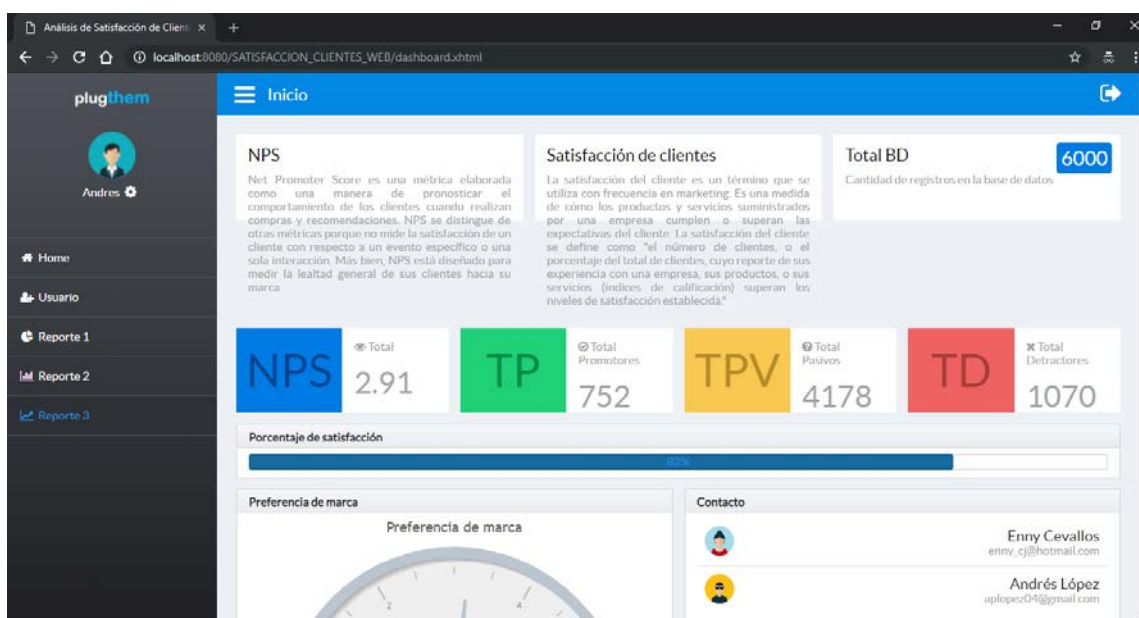 Análisis de Satisfacción de Client
localhost:8080/SATISFACCION_CLIENTES_WEB/dashboard.xhtml
plugthem
Andres
Home
Usuario
Reporte 1
Reporte 2
Reporte 3
Inicio
NPS
Net Promoter Score es una métrica elaborada
como una manera de pronosticar el
comportamiento de los clientes cuando realizan
compras y recomendaciones. NPS se distingue de
otras métricas porque no mide la satisfacción de un
cliente con respecto a un evento específico o una
sola interacción. Más bien, NPS está diseñado para
medir la lealtad general de sus clientes hacia su
marca.
Satisfacción de clientes
La satisfacción del cliente es un término que se
utiliza con frecuencia en marketing. Es una medida
de cómo los productos y servicios suministrados
por una empresa cumplen o superan las
expectativas del cliente. La satisfacción del cliente
se define como "el número de clientes, o el
porcentaje del total de clientes, cuyo reporte de sus
experiencia con una empresa, sus productos, o sus
servicios (índices de calificación) superan los
niveles de satisfacción establecida."
Total BD
6000
Cantidad de registros en la base de datos
NPS
Total
2.91
TP
Total
Promotores
752
TPV
Total
Pasivos
4178
TD
Total
Detractores
1070
Porcentaje de satisfacción
82%
Preferencia de marca
Preferencia de marca
2
4
Contacto
Enny Cevallos
enny_cj@hotmail.com
Andrés López
aplopez04@gmail.com